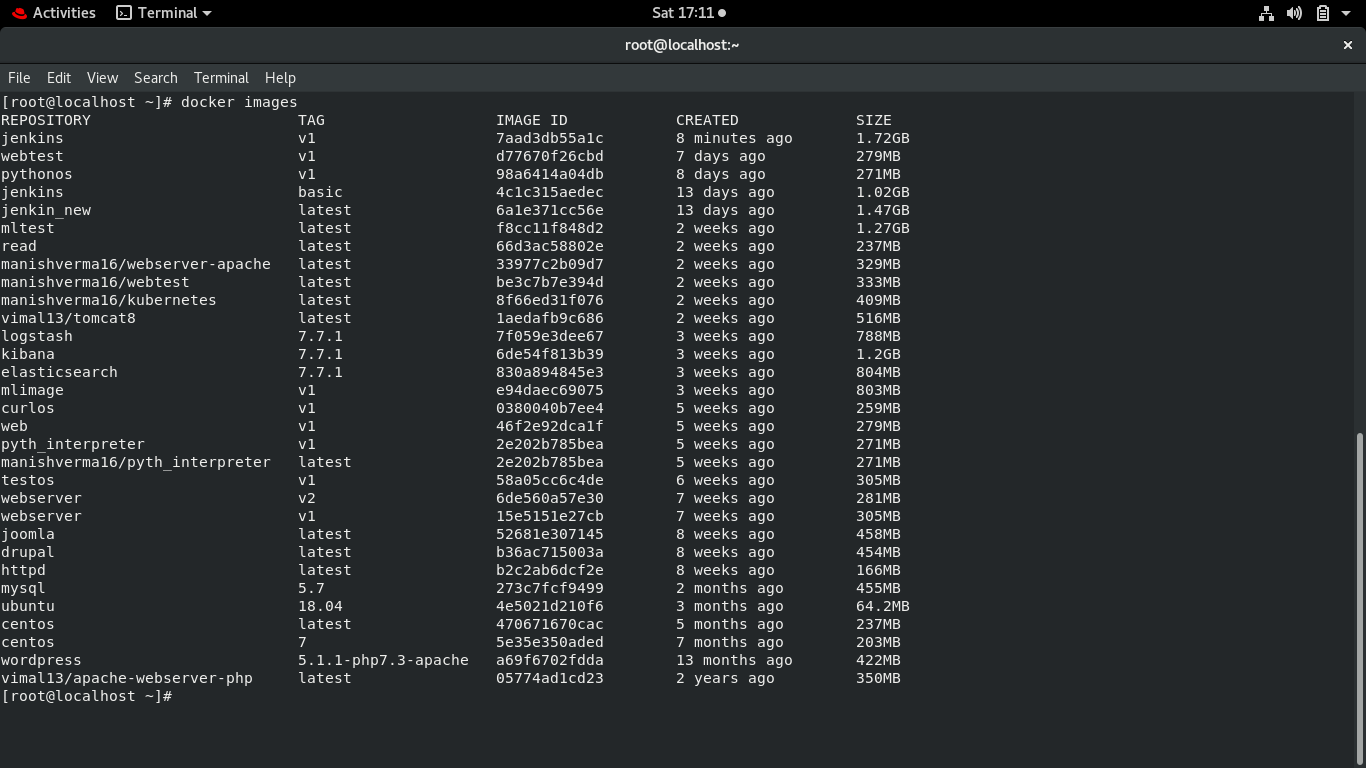 Activities Terminal Sat 17:11
root@localhost:~ ×
File Edit View Search Terminal Help
[root@localhost ~]# docker images
REPOSITORY TAG IMAGE ID CREATED SIZE
jenkins v1 7aad3db55a1c 8 minutes ago 1.72GB
webtest v1 d77670f26cbd 7 days ago 279MB
pythonos v1 98a6414a04db 8 days ago 271MB
jenkins basic 4c1c315aedec 13 days ago 1.02GB
jenkin_new latest 6a1e371cc56e 13 days ago 1.47GB
mltest latest f8cc11f848d2 2 weeks ago 1.27GB
read latest 66d3ac58802e 2 weeks ago 237MB
manishverma16/webserver-apache latest 33977c2b09d7 2 weeks ago 329MB
manishverma16/webtest latest be3c7b7e394d 2 weeks ago 333MB
manishverma16/kubernetes latest 8f66ed31f076 2 weeks ago 409MB
vimal13/tomcat8 latest 1aedafb9c686 2 weeks ago 516MB
logstash 7.7.1 7f059e3dee67 3 weeks ago 788MB
kibana 7.7.1 6de54f813b39 3 weeks ago 1.2GB
elasticsearch 7.7.1 830a894845e3 3 weeks ago 804MB
mlimage v1 e94daec69075 3 weeks ago 803MB
curlos v1 0380040b7ee4 5 weeks ago 259MB
web v1 46f2e92dca1f 5 weeks ago 279MB
pyth_interpreter v1 2e202b785bea 5 weeks ago 271MB
manishverma16/pyth_interpreter latest 2e202b785bea 5 weeks ago 271MB
testos v1 58a05cc6c4de 6 weeks ago 305MB
webserver v2 6de560a57e30 7 weeks ago 281MB
webserver v1 15e5151e27cb 7 weeks ago 305MB
joomla latest 52681e307145 8 weeks ago 458MB
drupal latest b36ac715003a 8 weeks ago 454MB
httpd latest b2c2ab6dcf2e 8 weeks ago 166MB
mysql 5.7 273c7fcf9499 2 months ago 455MB
ubuntu 18.04 4e5021d210f6 3 months ago 64.2MB
centos latest 470671670cac 5 months ago 237MB
centos 7 5e35e350aded 7 months ago 203MB
wordpress 5.1.1-php7.3-apache a69f6702fdda 13 months ago 422MB
vimal13/apache-webserver-php latest 05774ad1cd23 2 years ago 350MB
[root@localhost ~]#